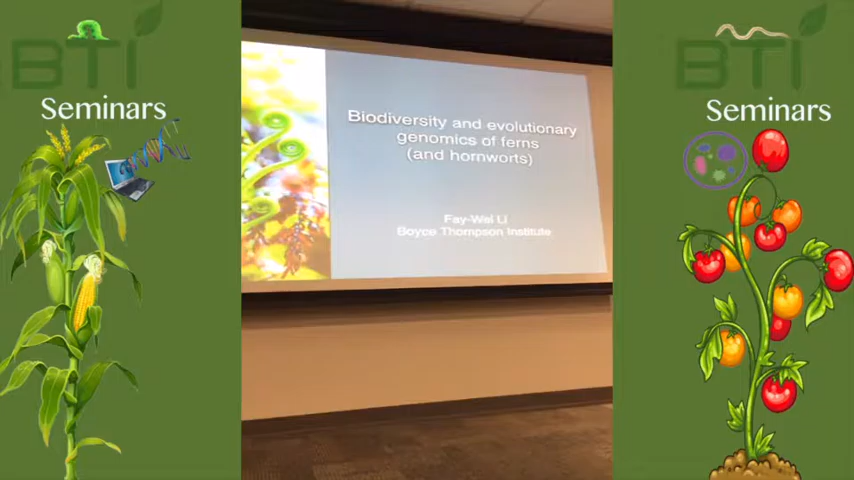 BTI
Seminars
Biodiversity and evolutionary
genomics of ferns
(and hornworts)
Fay-Wei Li
Boyce Thompson Institute
BTI
Seminars